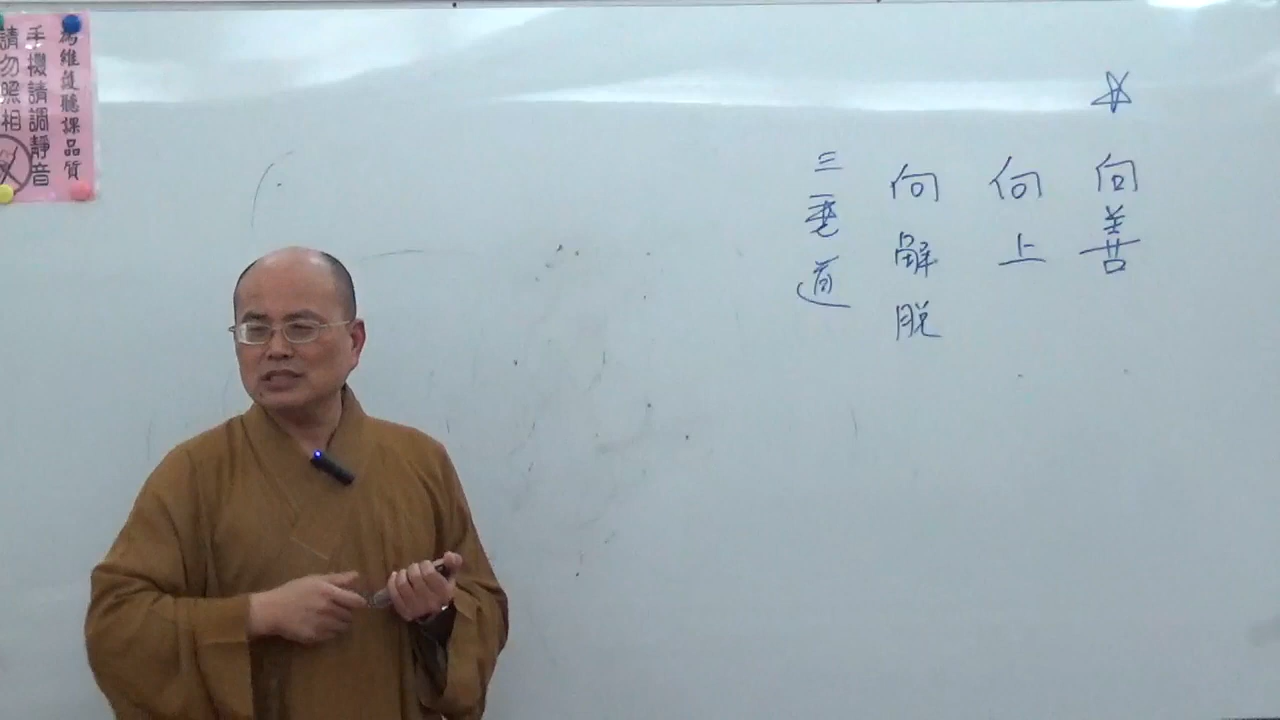 向善
向上
向解脱
三惡道
為維護聽課品質
手機請調靜音
請勿照相